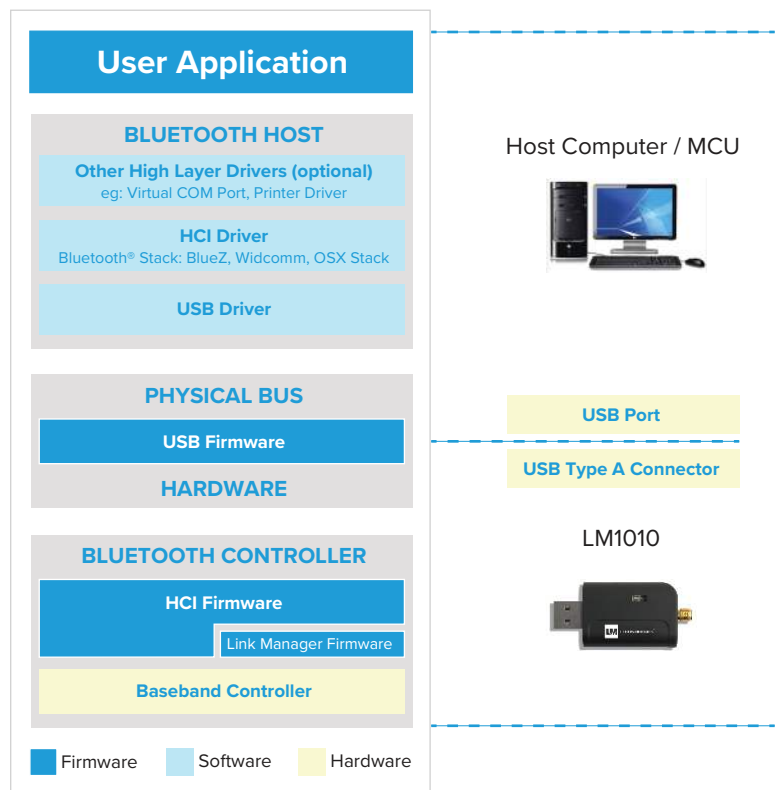 User Application
BLUETOOTH HOST
Other High Layer Drivers (optional)
eg: Virtual COM Port, Printer Driver
HCI Driver
Bluetooth® Stack: BlueZ, Widcomm, OSX Stack
USB Driver
PHYSICAL BUS
USB Firmware
HARDWARE
BLUETOOTH CONTROLLER
HCI Firmware
Link Manager Firmware
Baseband Controller
Firmware
Software
Hardware
Host Computer / MCU
USB Port
USB Type A Connector
LM1010
LM